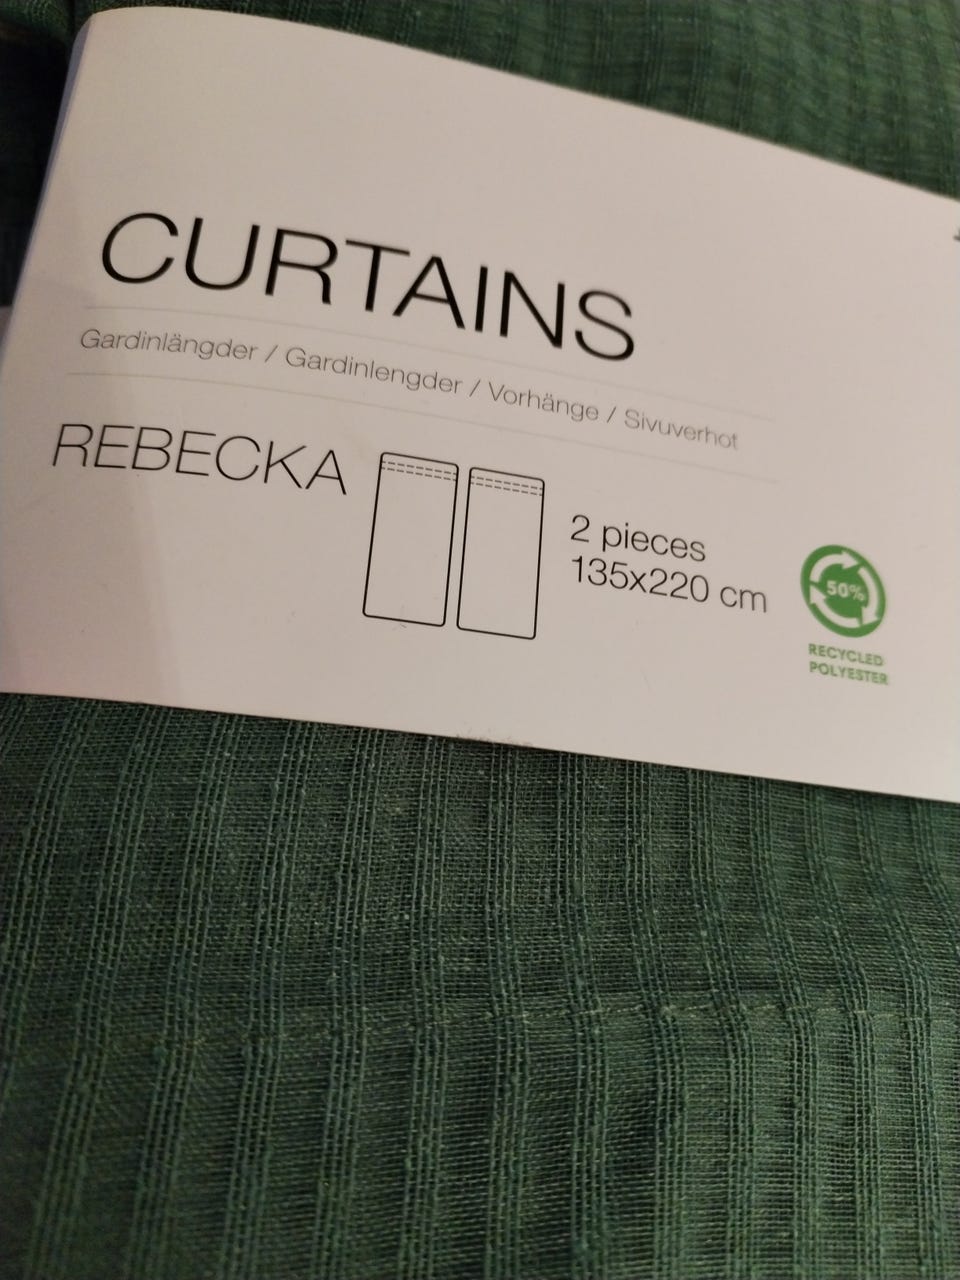 CURTAINS
Gardinlängder / Gardinlengder / Vorhänge / Sivuverhot
REBECKA
2 pieces
135x220 cm
50%
RECYCLED
POLYESTER